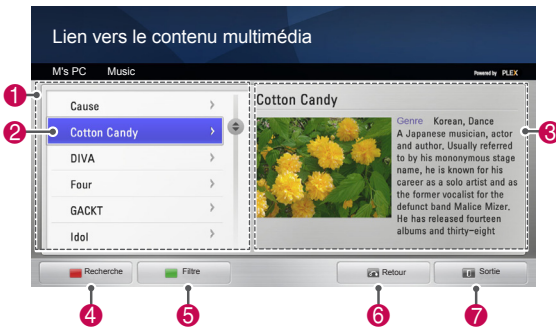 Lien vers le contenu multimédia
M's PC Music
Powered by PLEX
1
2
Cause
Cotton Candy
DIVA
Four
GACKT
Idol
Cotton Candy
Genre Korean, Dance
A Japanese musician, actor
and author. Usually referred
to by his mononymous stage
name, he is known for his
career as a solo artist and as
the former vocalist for the
defunct band Malice Mizer.
He has released fourteen
albums and thirty-eight
3
Recherche
Filtre
Retour
Sortie
4
5
6
7